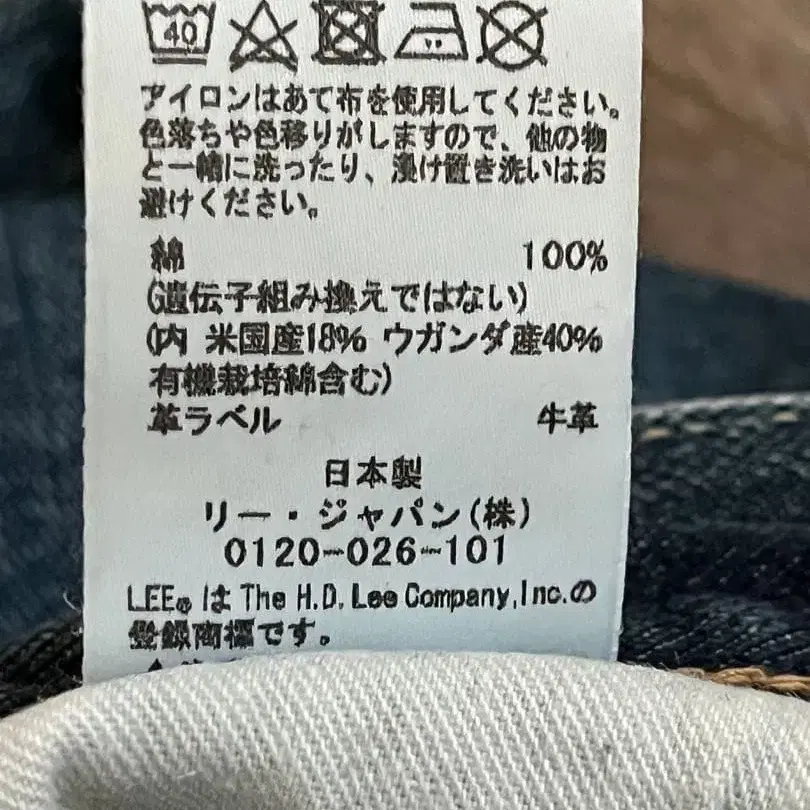 40
アイロンはあて布を使用してください。
色落ちや色移りがしますので、他の物
と一緒に洗ったり、漬け置き洗いはお
避けください。
綿 100%
(遺伝子組み換えではない)
(内 米国産18% ウガンダ産40%
有機栽培綿含む)
革ラベル 牛革
日本製
リー・ジャパン(株)
0120-026-101
LEE® は The H.D. Lee Company,Inc.の
登録商標です。